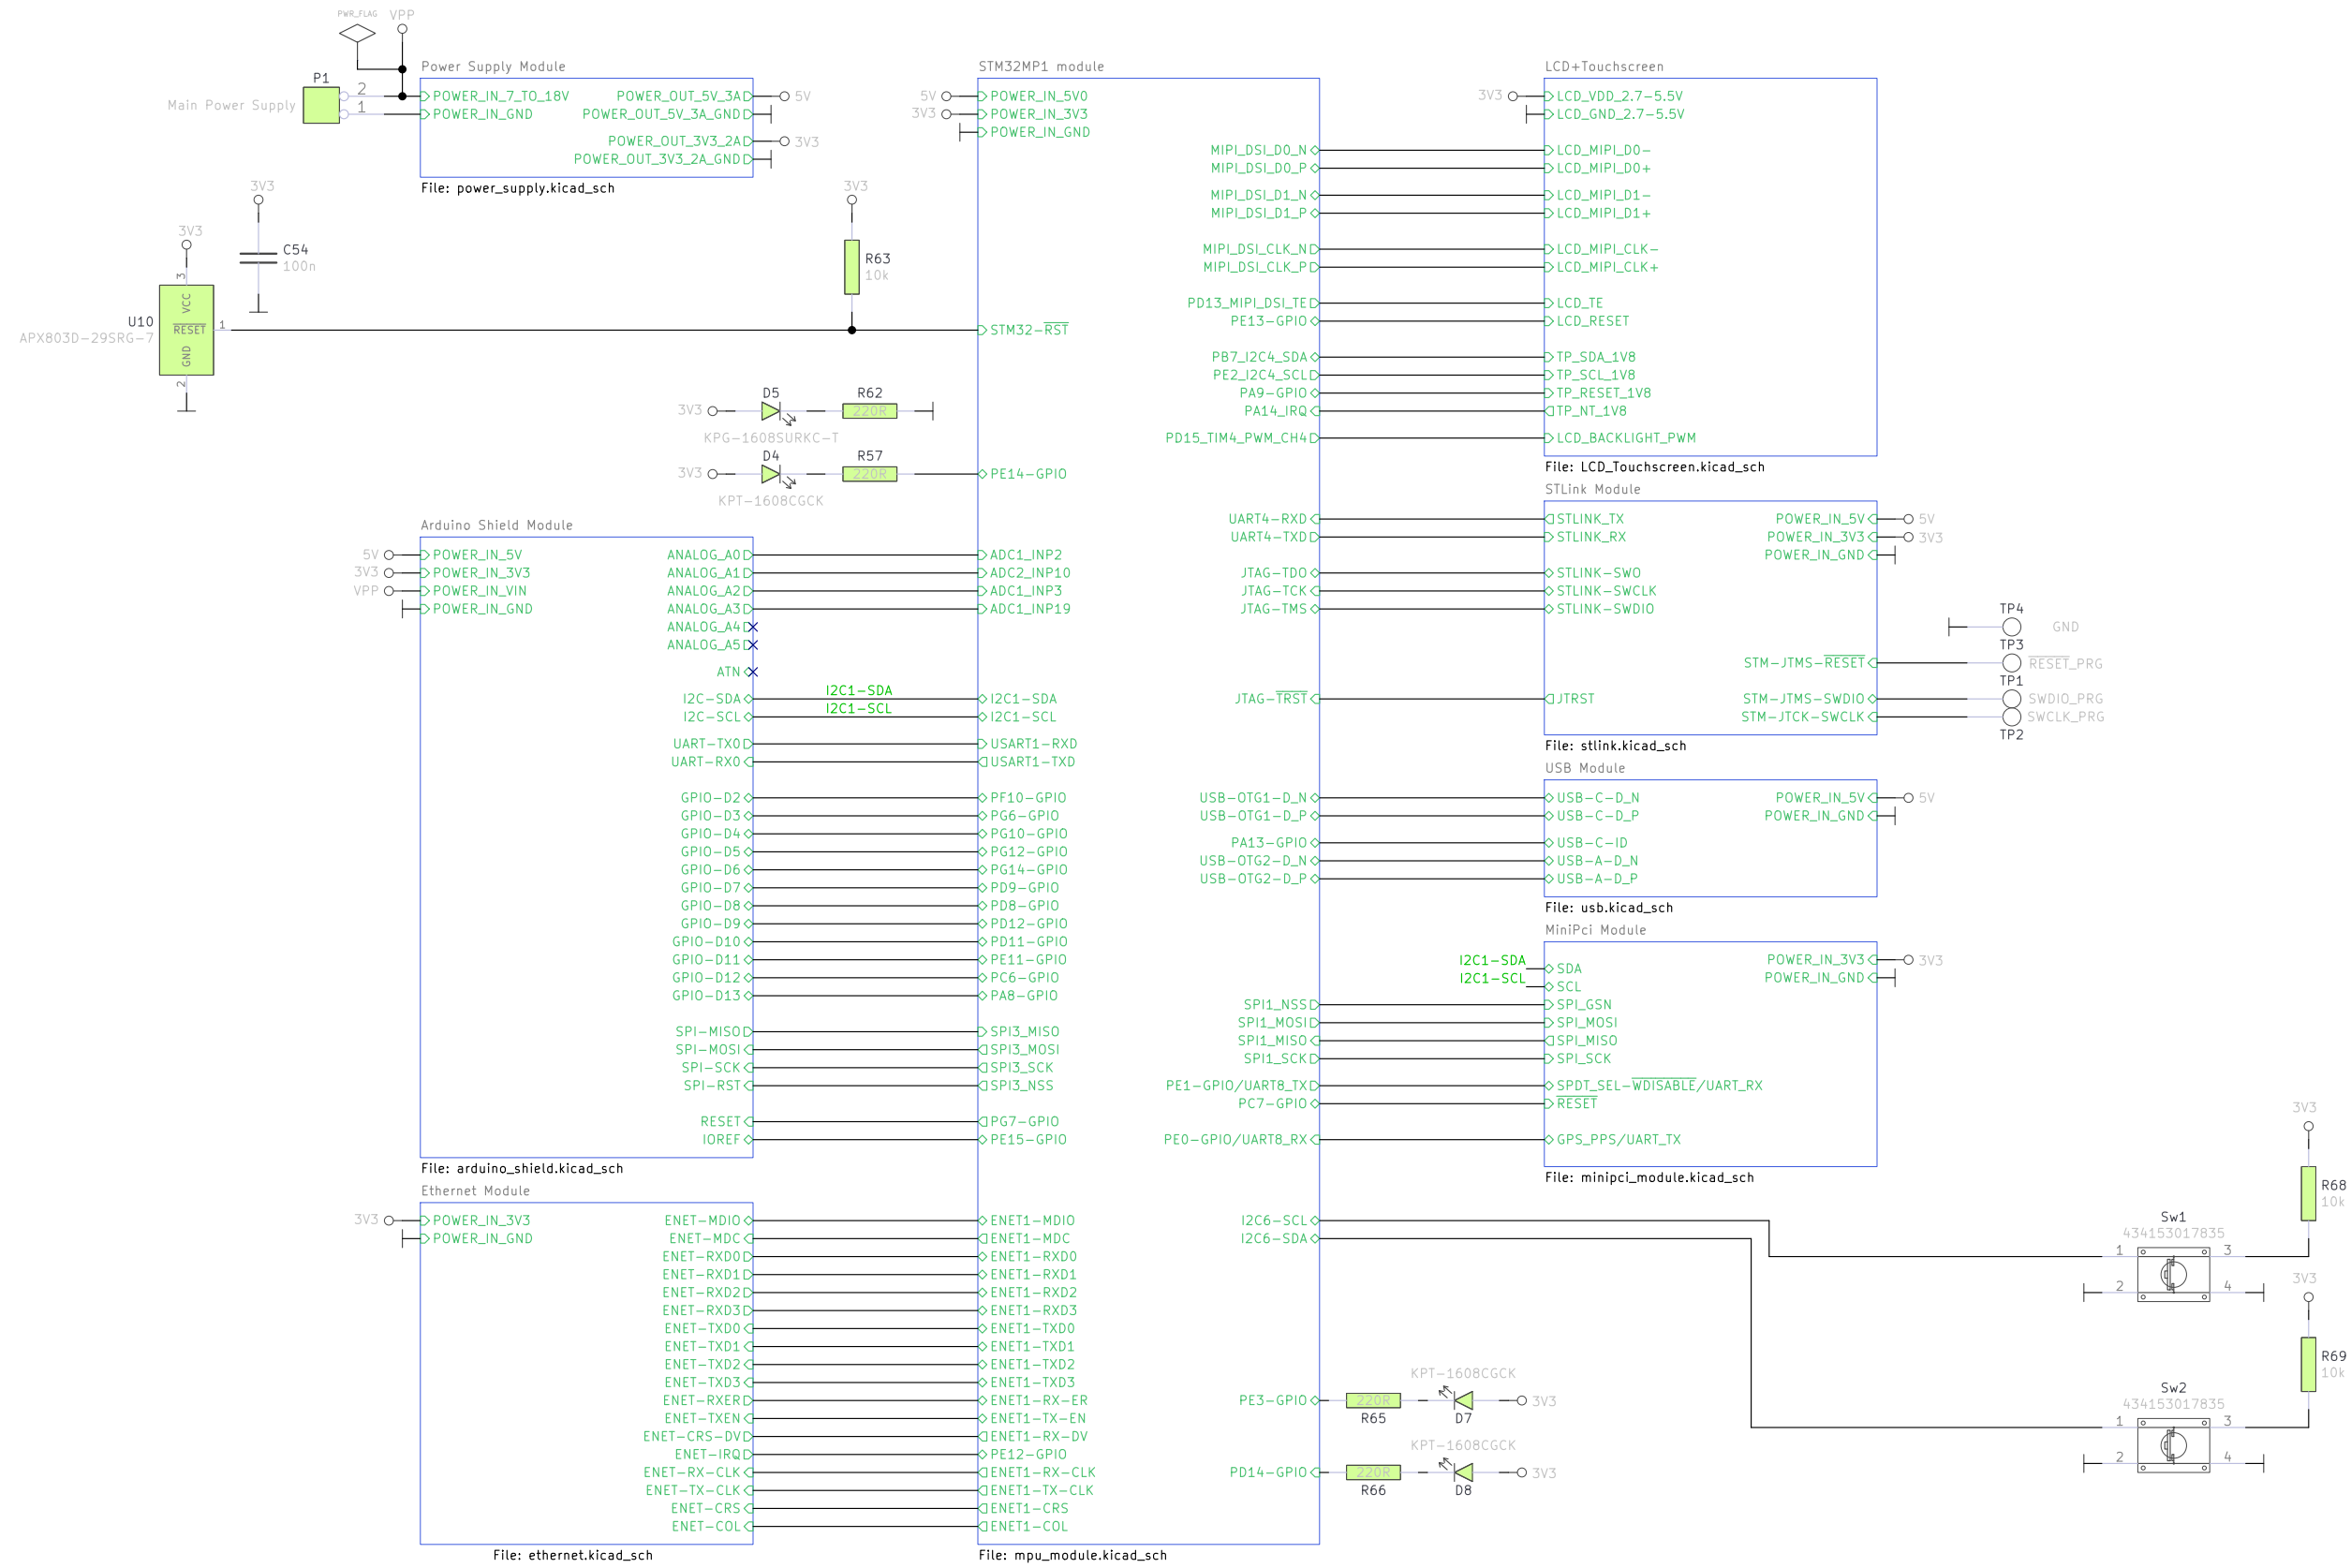 PWR_FLAG
VPP
P1
Main Power Supply
2
1
Power Supply Module
POWER_IN_7_TO_18V
POWER_IN_GND
POWER_OUT_5V_3A
POWER_OUT_5V_3A_GND
POWER_OUT_3V3_2A
POWER_OUT_3V3_2A_GND
5V
3V3
File: power_supply.kicad_sch
3V3
C54
100n
3V3
3
VCC
U10
APX803D-29SRG-7
RESET
1
GND
2
3V3
R63
10k
3V3
D5
KPG-1608SURKC-T
R62
220R
3V3
D4
KPT-1608CGCK
R57
220R
Arduino Shield Module
5V
3V3
VPP
POWER_IN_5V
POWER_IN_3V3
POWER_IN_VIN
POWER_IN_GND
ANALOG_A0
ANALOG_A1
ANALOG_A2
ANALOG_A3
ANALOG_A4
ANALOG_A5
ATN
I2C-SDA
I2C-SCL
UART-TX0
UART-RX0
GPIO-D2
GPIO-D3
GPIO-D4
GPIO-D5
GPIO-D6
GPIO-D7
GPIO-D8
GPIO-D9
GPIO-D10
GPIO-D11
GPIO-D12
GPIO-D13
SPI-MISO
SPI-MOSI
SPI-SCK
SPI-RST
RESET
IOREF
File: arduino_shield.kicad_sch
I2C1-SDA
I2C1-SCL
Ethernet Module
3V3
POWER_IN_3V3
POWER_IN_GND
ENET-MDIO
ENET-MDC
ENET-RXD0
ENET-RXD1
ENET-RXD2
ENET-RXD3
ENET-TXD0
ENET-TXD1
ENET-TXD2
ENET-TXD3
ENET-RXER
ENET-TXEN
ENET-CRS-DV
ENET-IRQ
ENET-RX-CLK
ENET-TX-CLK
ENET-CRS
ENET-COL
File: ethernet.kicad_sch
STM32MP1 module
5V
3V3
POWER_IN_5V0
POWER_IN_3V3
POWER_IN_GND
STM32-RST
PE14-GPIO
ADC1_INP2
ADC2_INP10
ADC1_INP3
ADC1_INP19
I2C1-SDA
I2C1-SCL
USART1-RXD
USART1-TXD
PF10-GPIO
PG6-GPIO
PG10-GPIO
PG12-GPIO
PG14-GPIO
PD9-GPIO
PD8-GPIO
PD12-GPIO
PD11-GPIO
PE11-GPIO
PC6-GPIO
PA8-GPIO
SPI3_MISO
SPI3_MOSI
SPI3_SCK
SPI3_NSS
PG7-GPIO
PE15-GPIO
ENET1-MDIO
ENET1-MDC
ENET1-RXD0
ENET1-RXD1
ENET1-RXD2
ENET1-RXD3
ENET1-TXD0
ENET1-TXD1
ENET1-TXD2
ENET1-TXD3
ENET1-RX-ER
ENET1-TX-EN
ENET1-RX-DV
PE12-GPIO
ENET1-RX-CLK
ENET1-TX-CLK
ENET1-CRS
ENET1-COL
MIPI_DSI_D0_N
MIPI_DSI_D0_P
MIPI_DSI_D1_N
MIPI_DSI_D1_P
MIPI_DSI_CLK_N
MIPI_DSI_CLK_P
PD13_MIPI_DSI_TE
PE13-GPIO
PB7_I2C4_SDA
PE2_I2C4_SCL
PA9-GPIO
PA14_IRQ
PD15_TIM4_PWM_CH4
UART4-RXD
UART4-TXD
JTAG-TDO
JTAG-TCK
JTAG-TMS
JTAG-TRST
USB-OTG1-D_N
USB-OTG1-D_P
PA13-GPIO
USB-OTG2-D_N
USB-OTG2-D_P
SPI1_NSS
SPI1_MOSI
SPI1_MISO
SPI1_SCK
PE1-GPIO/UART8_TX
PC7-GPIO
PE0-GPIO/UART8_RX
I2C6-SCL
I2C6-SDA
PE3-GPIO
PD14-GPIO
File: mpu_module.kicad_sch
LCD+Touchscreen
3V3
LCD_VDD_2.7-5.5V
LCD_GND_2.7-5.5V
LCD_MIPI_D0-
LCD_MIPI_D0+
LCD_MIPI_D1-
LCD_MIPI_D1+
LCD_MIPI_CLK-
LCD_MIPI_CLK+
LCD_TE
LCD_RESET
TP_SDA_1V8
TP_SCL_1V8
TP_RESET_1V8
TP_NT_1V8
LCD_BACKLIGHT_PWM
File: LCD_Touchscreen.kicad_sch
STLink Module
STLINK_TX
STLINK_RX
STLINK-SWO
STLINK-SWCLK
STLINK-SWDIO
JTRST
POWER_IN_5V
POWER_IN_3V3
POWER_IN_GND
5V
3V3
STM-JTMS-RESET
STM-JTMS-SWDIO
STM-JTCK-SWCLK
TP4
GND
TP3
RESET_PRG
TP1
SWDIO_PRG
SWCLK_PRG
TP2
File: stlink.kicad_sch
USB Module
USB-C-D_N
USB-C-D_P
USB-C-ID
USB-A-D_N
USB-A-D_P
POWER_IN_5V
POWER_IN_GND
5V
File: usb.kicad_sch
MiniPci Module
I2C1-SDA
I2C1-SCL
SDA
SCL
SPI_GSN
SPI_MOSI
SPI_MISO
SPI_SCK
SPDT_SEL-WDISABLE/UART_RX
RESET
GPS_PPS/UART_TX
POWER_IN_3V3
POWER_IN_GND
3V3
File: minipci_module.kicad_sch
220R
R65
KPT-1608CGCK
D7
3V3
220R
R66
KPT-1608CGCK
D8
3V3
3V3
R68
10k
Sw1
434153017835
1
2
3
4
3V3
R69
10k
Sw2
434153017835
1
2
3
4